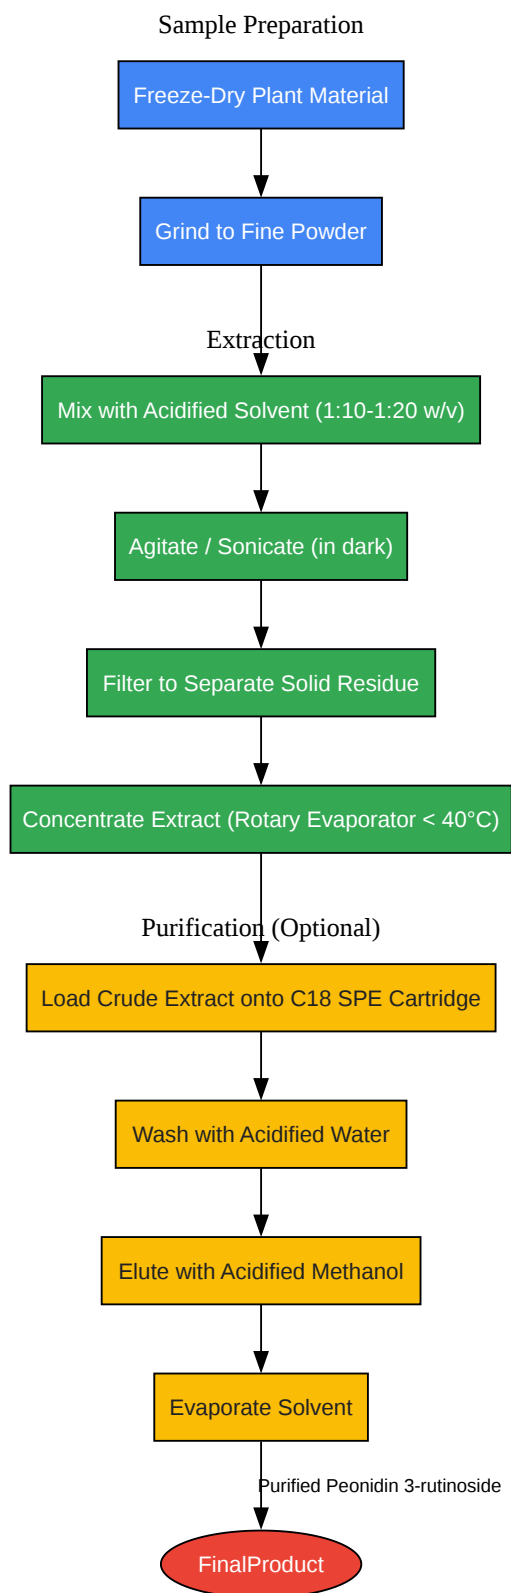 Sample Preparation
Freeze-Dry Plant Material
Grind to Fine Powder
Extraction
Mix with Acidified Solvent (1:10-1:20 w/v)
Agitate / Sonicate (in dark)
Filter to Separate Solid Residue
Concentrate Extract (Rotary Evaporator < 40°C)
Purification (Optional)
Load Crude Extract onto C18 SPE Cartridge
Wash with Acidified Water
Elute with Acidified Methanol
Evaporate Solvent
Purified Peonidin 3-rutinoside
FinalProduct